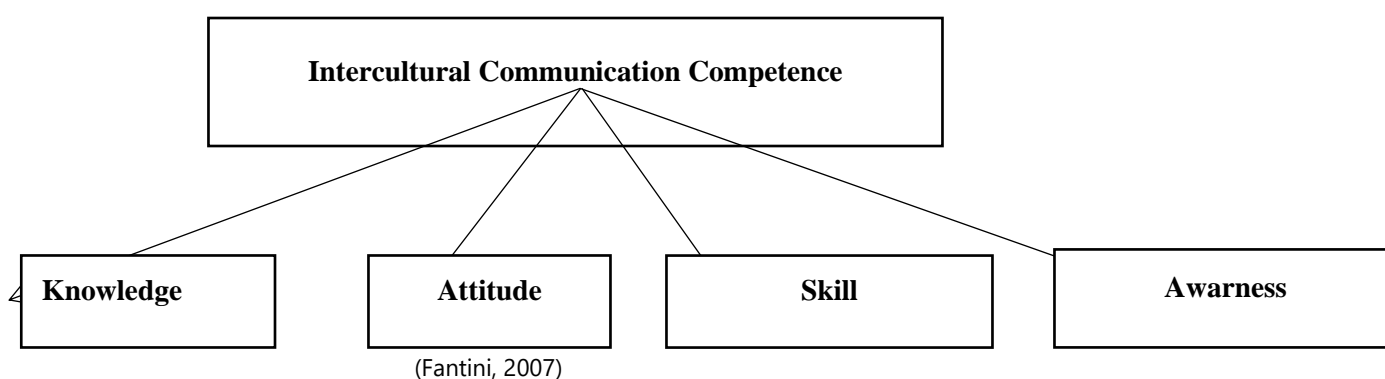 Intercultural Communication Competence
Knowledge
Attitude
Skill
Awarness
(Fantini, 2007)